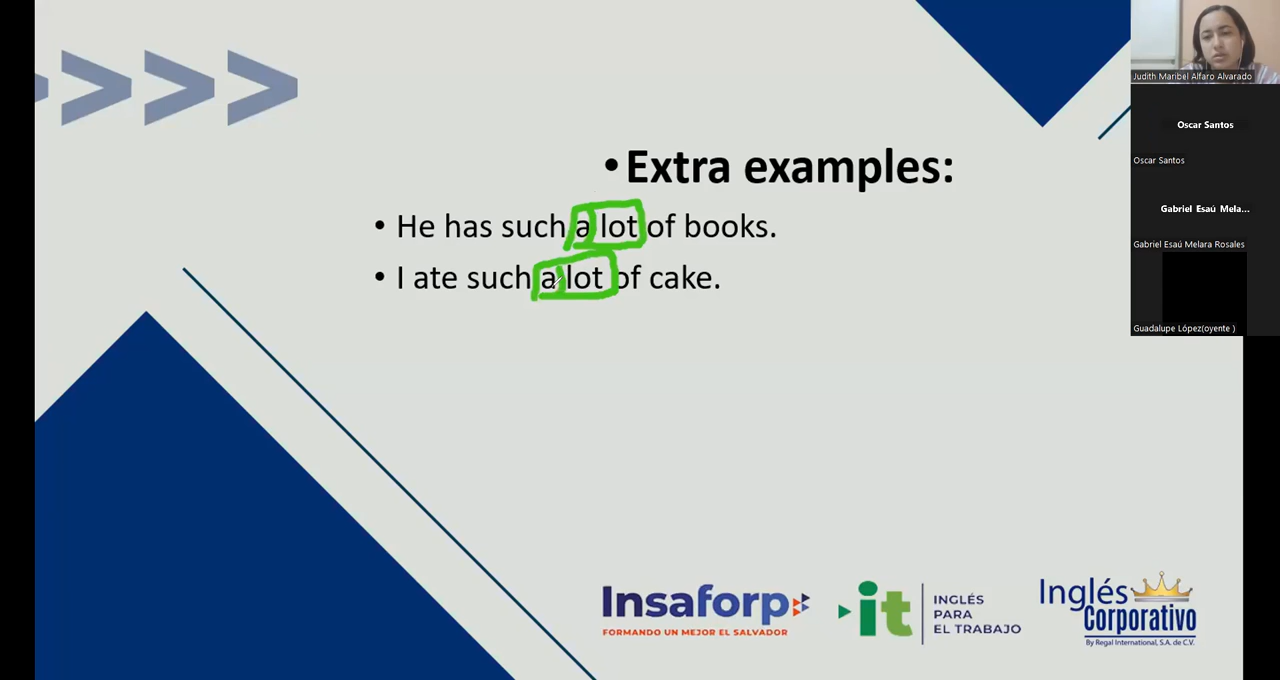 • Extra examples:
• He has such a lot of books.
• I ate such a lot of cake.
Judith Maribel Alfaro Alvarado
Oscar Santos
Oscar Santos
Gabriel Esaú Mela...
Gabriel Esaú Melara Rosales
Guadalupe López(oyente )
Insaforp
FORMANDO UN MEJOR EL SALVADOR
it
INGLÉS
PARA
EL TRABAJO
Inglés
Corporativo
By Regal International, S.A. de C.V.